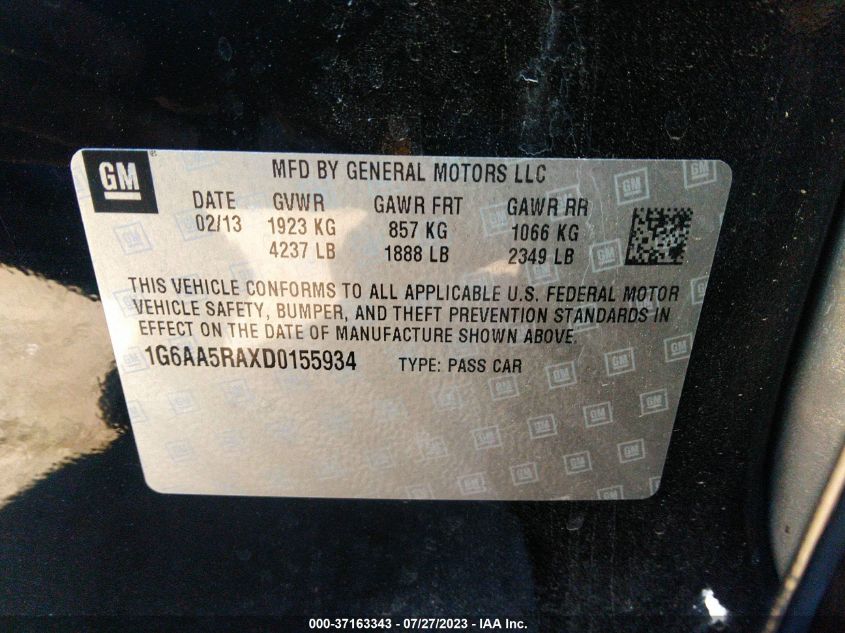 GM
MFD BY GENERAL MOTORS LLC
DATE GVWR GAWR FRT GAWR RR
02/13 1923 KG 857 KG 1066 KG
4237 LB 1888 LB 2349 LB
THIS VEHICLE CONFORMS TO ALL APPLICABLE U.S. FEDERAL MOTOR
VEHICLE SAFETY, BUMPER, AND THEFT PREVENTION STANDARDS IN
EFFECT ON THE DATE OF MANUFACTURE SHOWN ABOVE.
1G6AA5RAXD0155934 TYPE: PASS CAR
000-37163343 - 07/27/2023 - IAA Inc.